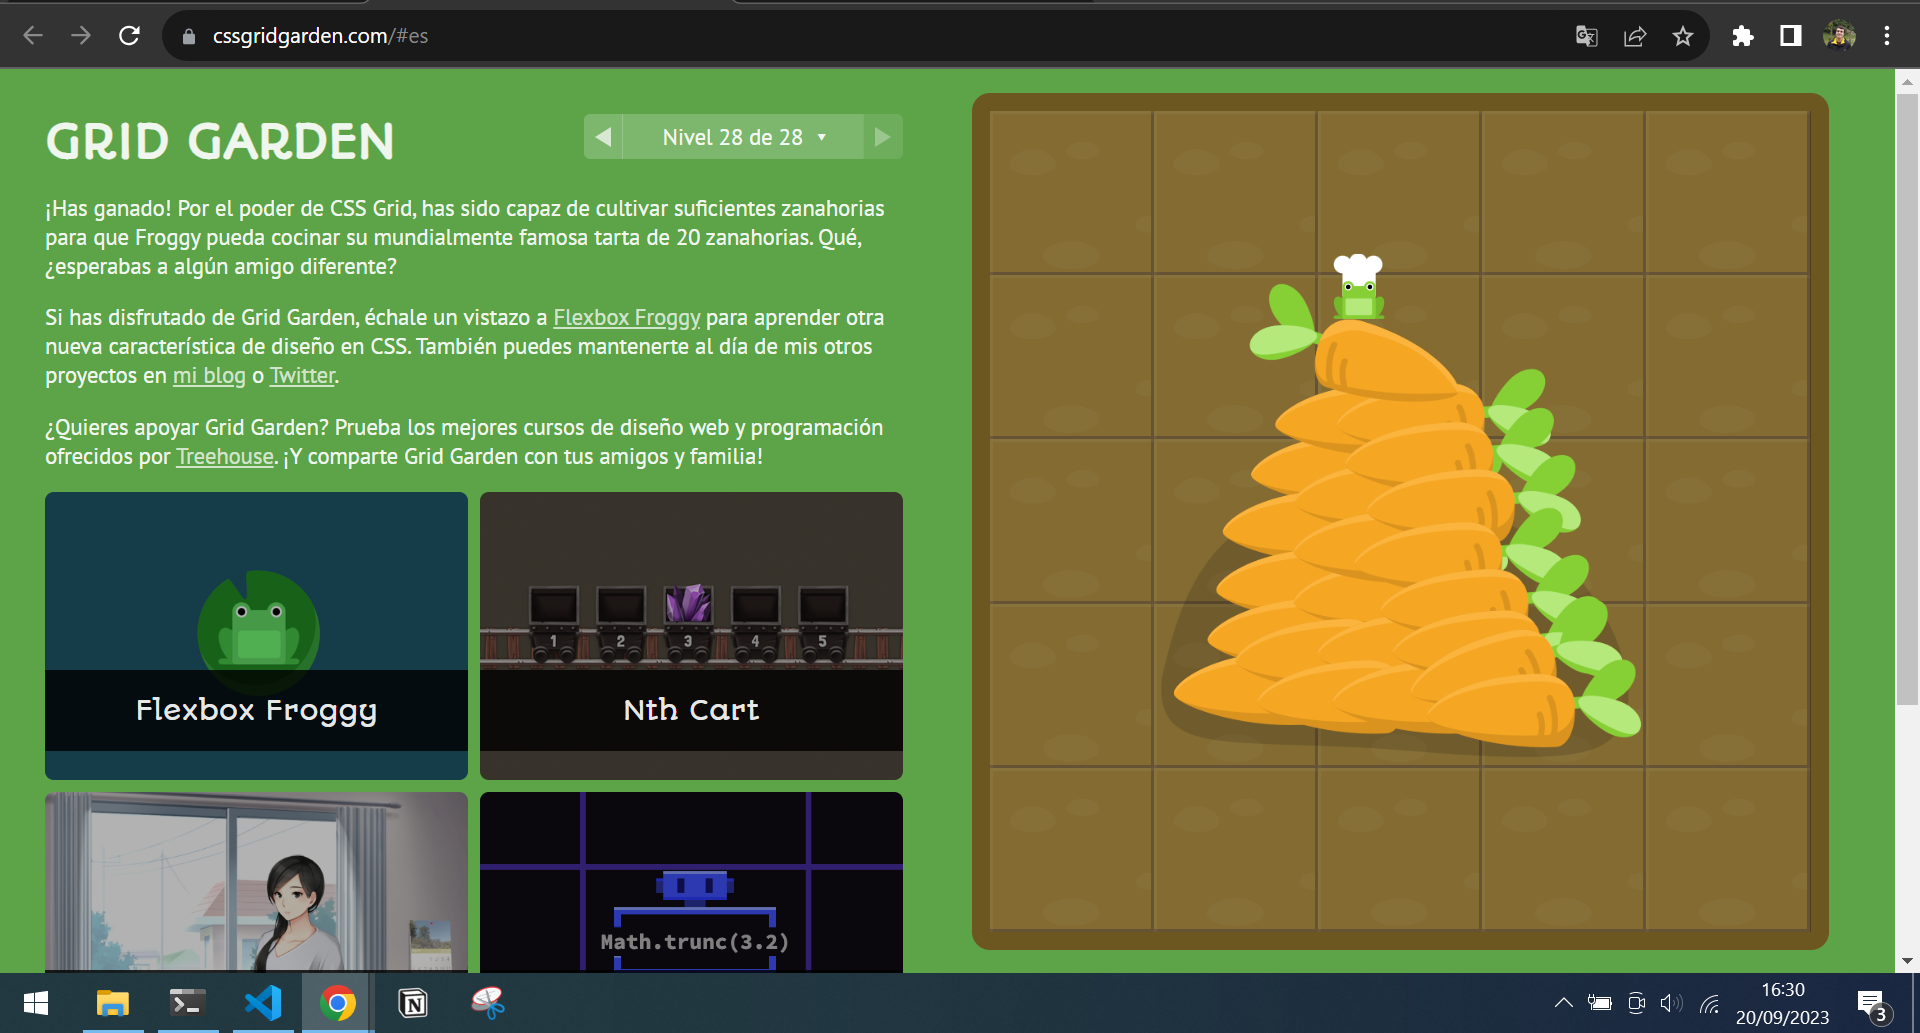 cssgridgarden.com/#es
GRID GARDEN
Nivel 28 de 28
¡Has ganado! Por el poder de CSS Grid, has sido capaz de cultivar suficientes zanahorias
para que Froggy pueda cocinar su mundialmente famosa tarta de 20 zanahorias. Qué,
¿esperabas a algún amigo diferente?
Si has disfrutado de Grid Garden, échale un vistazo a Flexbox Froggy para aprender otra
nueva característica de diseño en CSS. También puedes mantenerte al día de mis otros
proyectos en mi blog o Twitter.
¿Quieres apoyar Grid Garden? Prueba los mejores cursos de diseño web y programación
ofrecidos por Treehouse. ¡Y comparte Grid Garden con tus amigos y familia!
Flexbox Froggy
1 2 3 4 5
Nth Cart
Math.trunc(3.2)
16:30
20/09/2023
3